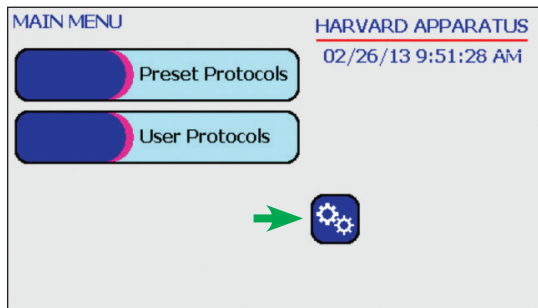 MAIN MENU
HARVARD APPARATUS
02/26/13 9:51:28 AM
Preset Protocols
User Protocols